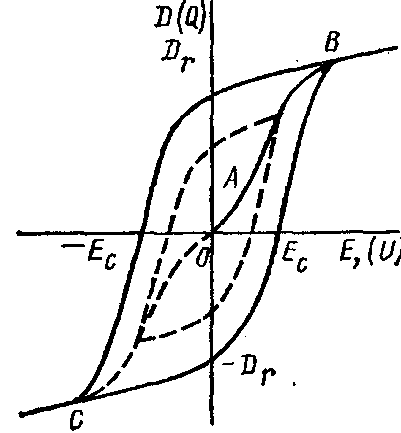 D(Q)
D_r
B
A
−E_c
O
E_c
E,(U)
−D_r
C